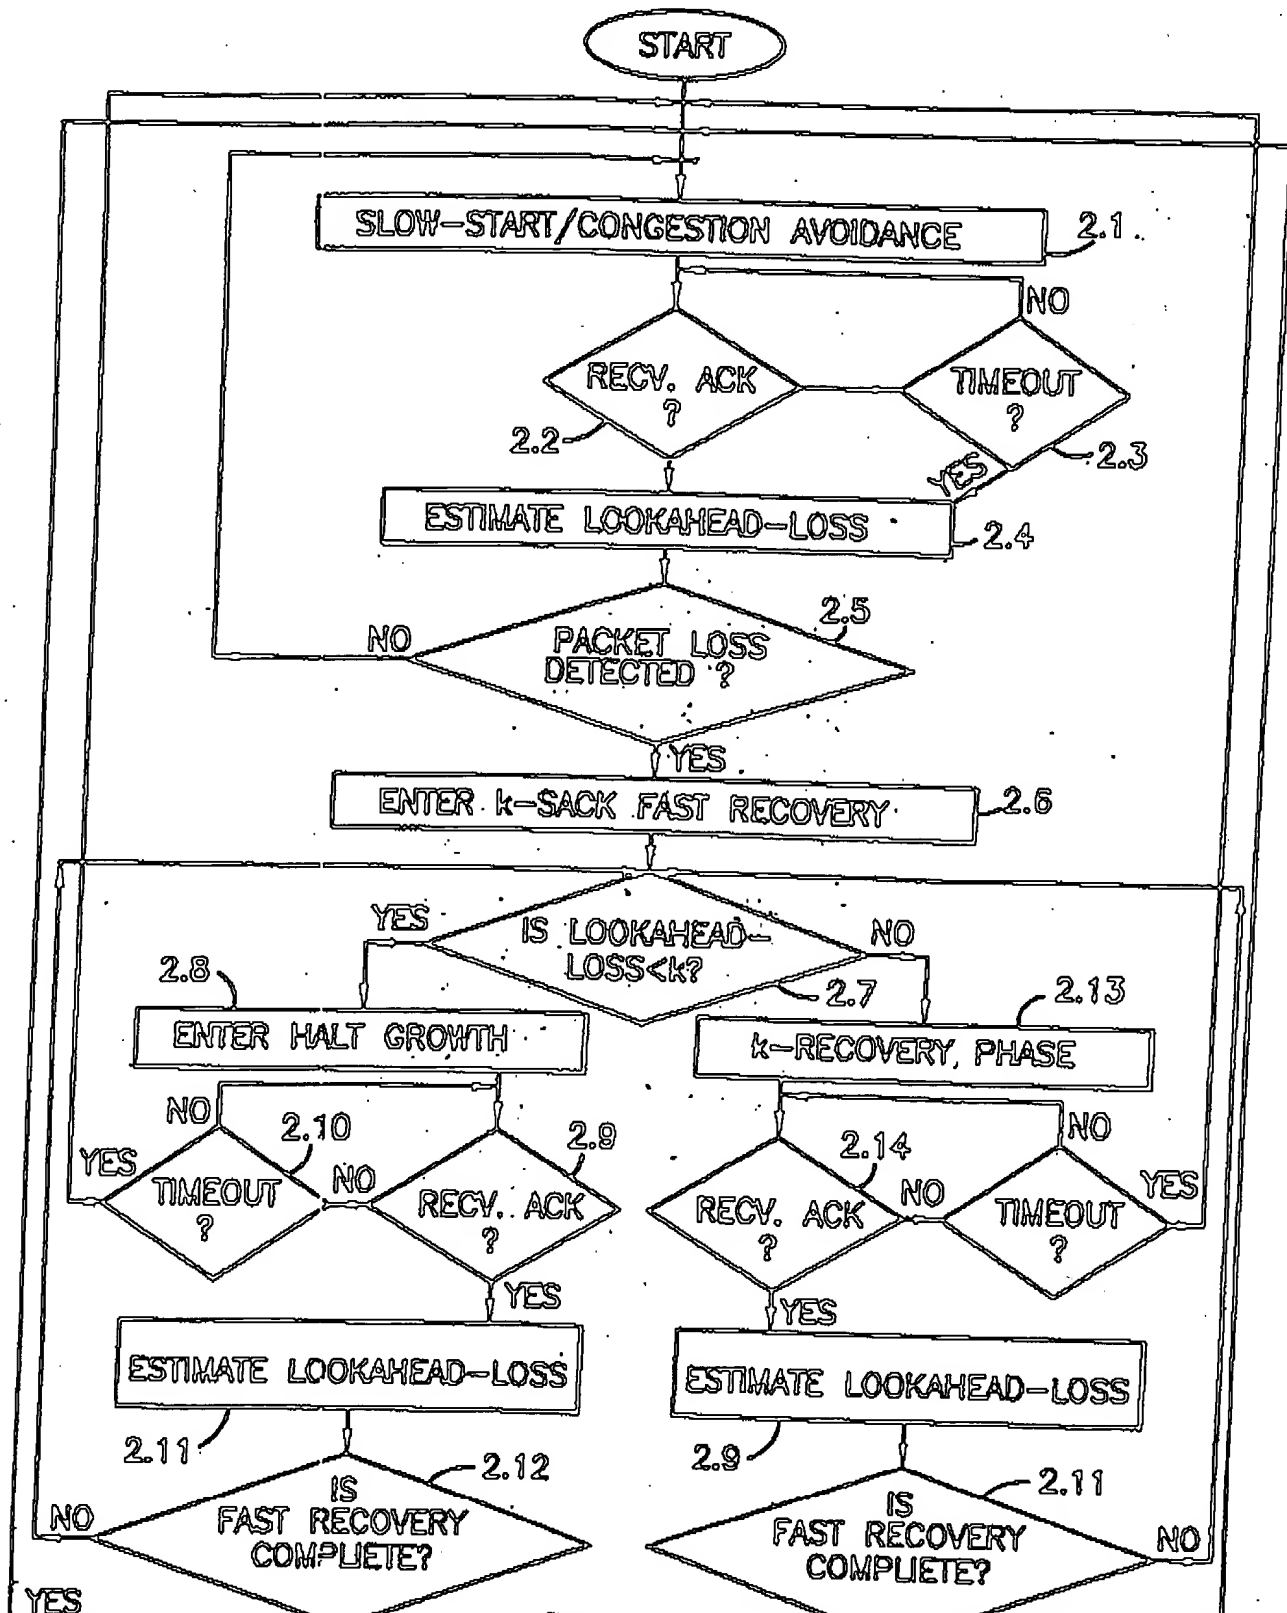 START
SLOW-START/CONGESTION AVOIDANCE
2.1
NO
RECV. ACK
?
TIMEOUT
?
2.2
2.3
YES
ESTIMATE LOOKAHEAD-LOSS
2.4
2.5
NO
PACKET LOSS
DETECTED ?
YES
ENTER k-SACK FAST RECOVERY
2.6
YES
IS LOOKAHEAD-
LOSS<k?
NO
2.7
2.8
2.13
ENTER HALT GROWTH
k-RECOVERY, PHASE
NO
2.10
2.9
2.14
NO
YES
TIMEOUT
?
NO
RECV. ACK
?
RECV. ACK
?
NO
TIMEOUT
?
YES
YES
YES
ESTIMATE LOOKAHEAD-LOSS
ESTIMATE LOOKAHEAD-LOSS
2.11
2.9
2.12
2.11
IS
FAST RECOVERY
COMPLIETE?
NO
IS
FAST RECOVERY
COMPLIETE?
NO
YES